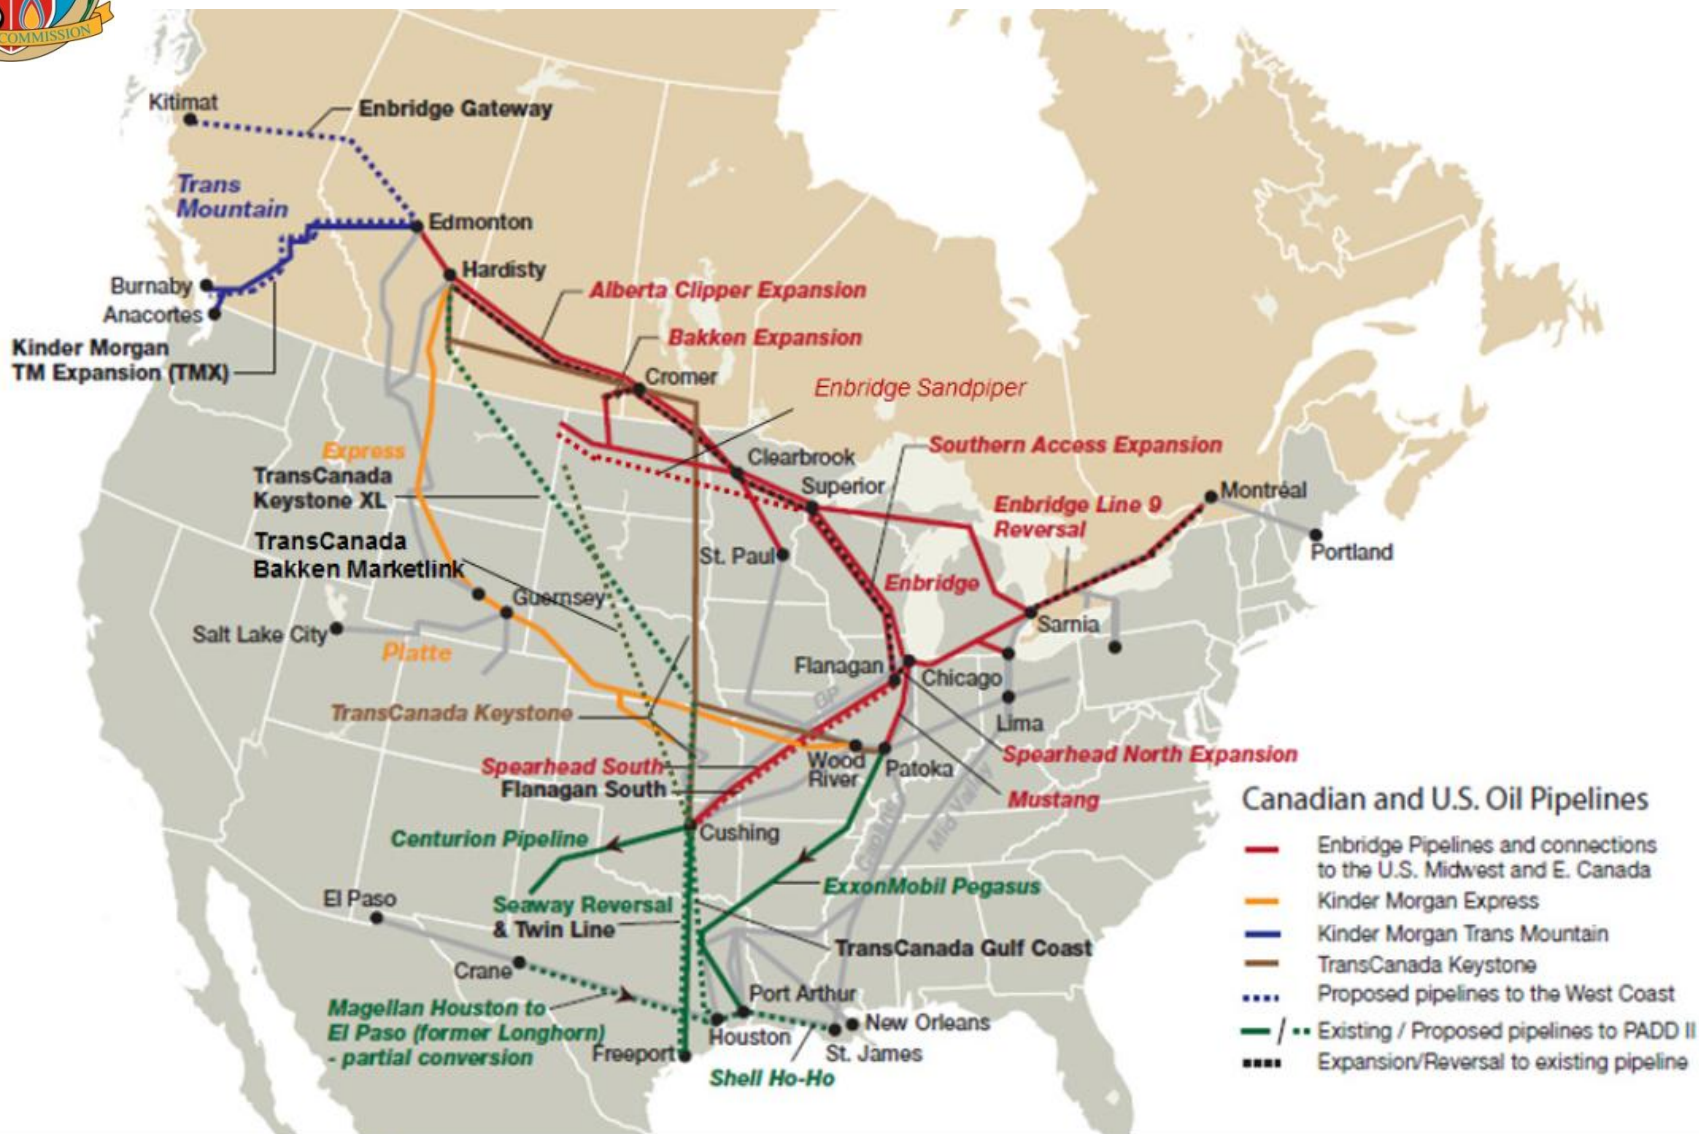 COMMISSION
Kitimat
Enbridge Gateway
Trans
Mountain
Edmonton
Hardisty
Burnaby
Anacortes
Alberta Clipper Expansion
Bakken Expansion
Kinder Morgan
TM Expansion (TMX)
Cromer
Enbridge Sandpiper
Express
TransCanada
Keystone XL
Clearbrook
Southern Access Expansion
Superior
Enbridge Line 9
Reversal
Montréal
Portland
TransCanada
Bakken Marketlink
St. Paul
Enbridge
Guernsey
Salt Lake City
Platte
Sarnia
Flanagan
Chicago
GP
Lima
TransCanada Keystone
Wood
River
Patoka
Spearhead North Expansion
Spearhead South
Flanagan South
Mustang
Capline
Mid Valley
Centurion Pipeline
Cushing
ExxonMobil Pegasus
El Paso
Seaway Reversal
& Twin Line
TransCanada Gulf Coast
Crane
Magellan Houston to
El Paso (former Longhorn)
- partial conversion
Port Arthur
Houston
New Orleans
St. James
Freeport
Shell Ho-Ho
Canadian and U.S. Oil Pipelines
Enbridge Pipelines and connections
to the U.S. Midwest and E. Canada
Kinder Morgan Express
Kinder Morgan Trans Mountain
TransCanada Keystone
Proposed pipelines to the West Coast
Existing / Proposed pipelines to PADD II
Expansion/Reversal to existing pipeline